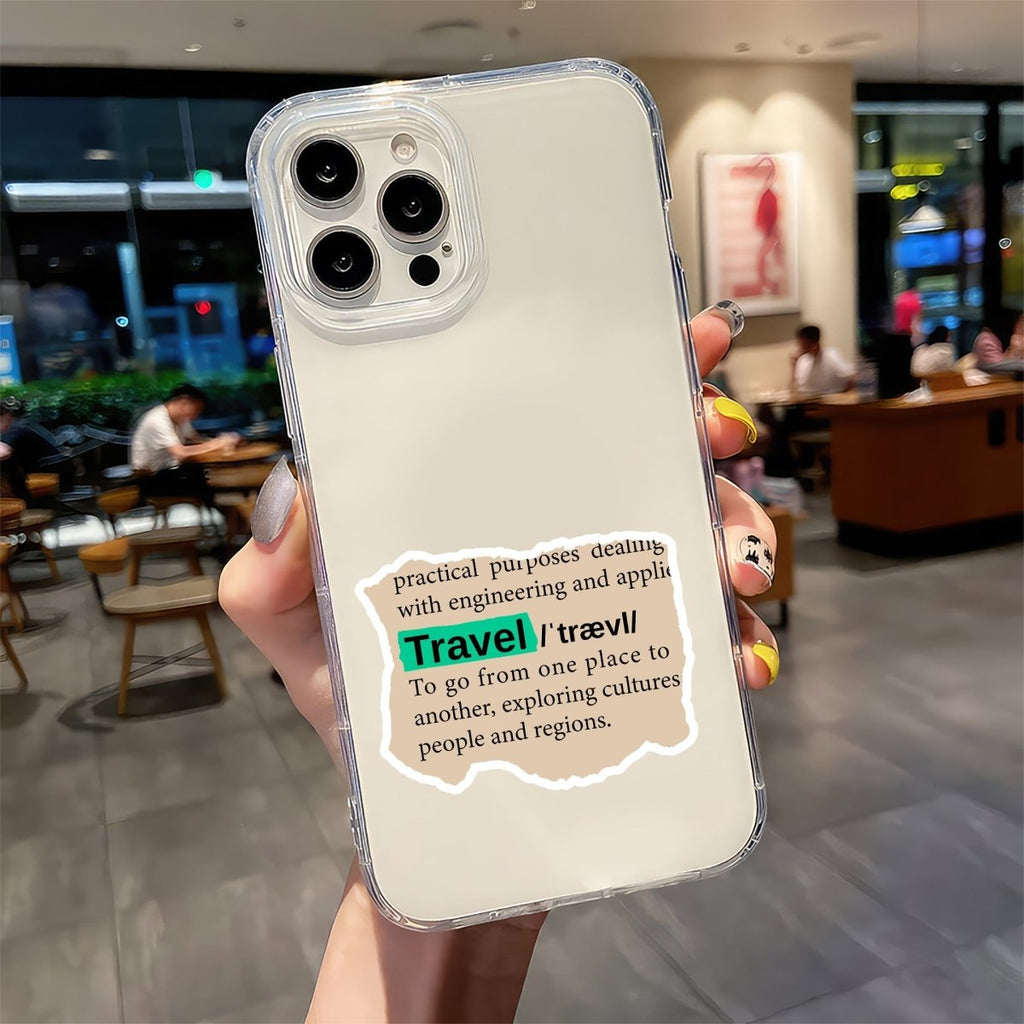 practical purposes dealing
with engineering and applie
Travel /ˈtrævl//
To go from one place to
another, exploring cultures
people and regions.